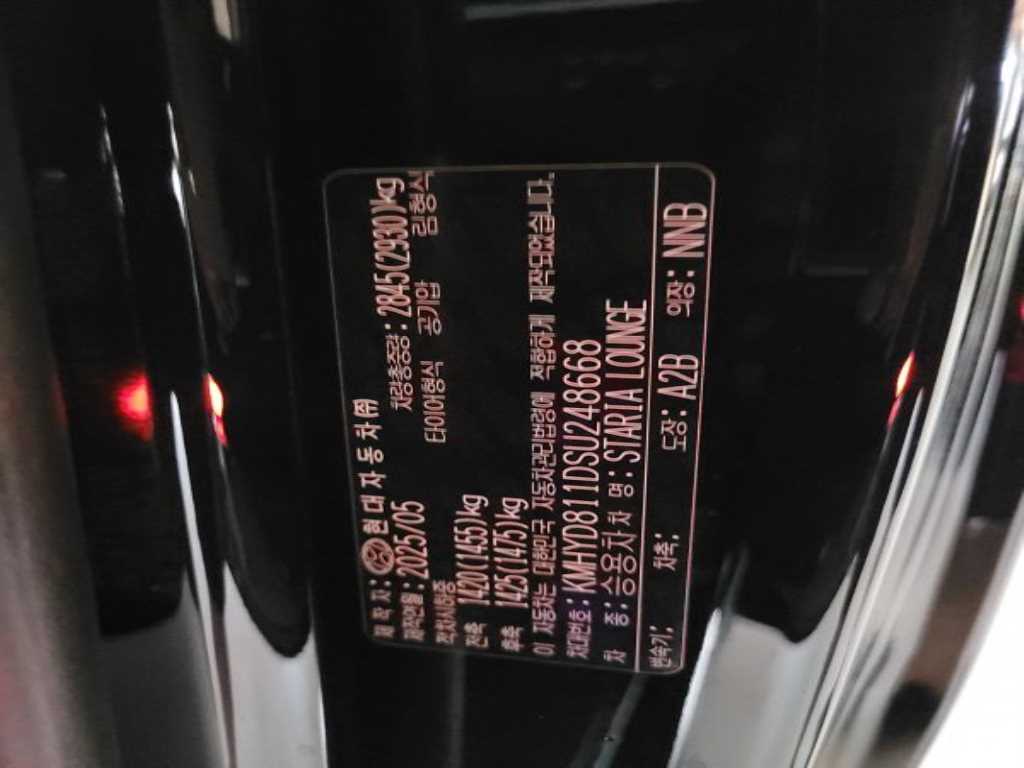 제 작 자 : 현 대 자 동 차 ㈜
제작연월 : 2025/05 차량총중량 : 2845(2930)kg
적차시하중 타이어형식 공기압 림형식
전축 1420(1455)kg
후축 1425(1475)kg
이 자동차는 대한민국 자동차관리법령에 적합하게 제작되었습니다.
차대번호 : KMHYD811DSU248668
차 종 : 승용차 차 명 : STARIA LOUNGE
변속기: 차축: 도장: A2B 의장: NNB